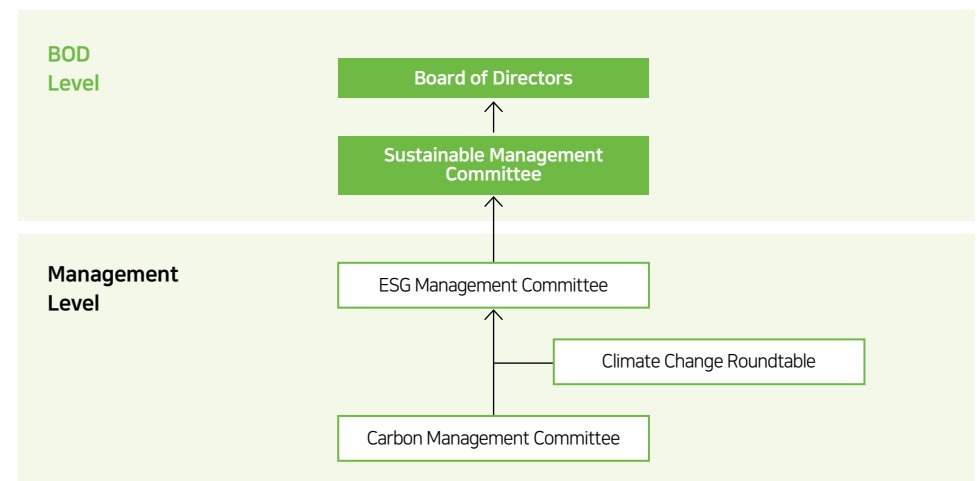 BOD
Level
Board of Directors
Sustainable Management
Committee
Management
Level
ESG Management Committee
Climate Change Roundtable
Carbon Management Committee